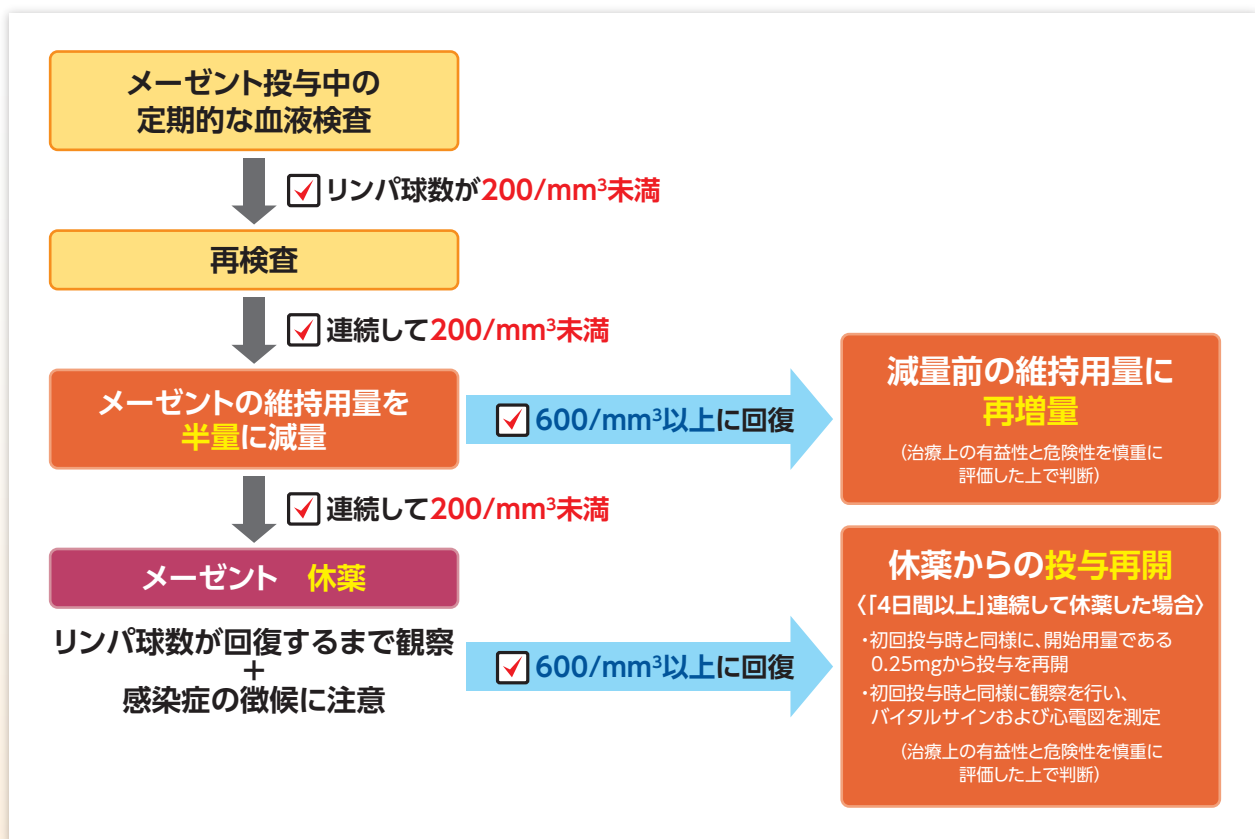 メーゼント投与中の
定期的な血液検査
リンパ球数が200/mm³未満
再検査
連続して200/mm³未満
メーゼントの維持用量を
半量に減量
600/mm³以上に回復
減量前の維持用量に
再増量
(治療上の有益性と危険性を慎重に
評価した上で判断)
連続して200/mm³未満
メーゼント 休薬
リンパ球数が回復するまで観察
+
感染症の徴候に注意
600/mm³以上に回復
休薬からの投与再開
〈「4日間以上」連続して休薬した場合〉
・初回投与時と同様に、開始用量である
0.25mgから投与を再開
・初回投与時と同様に観察を行い、
バイタルサインおよび心電図を測定
(治療上の有益性と危険性を慎重に
評価した上で判断)